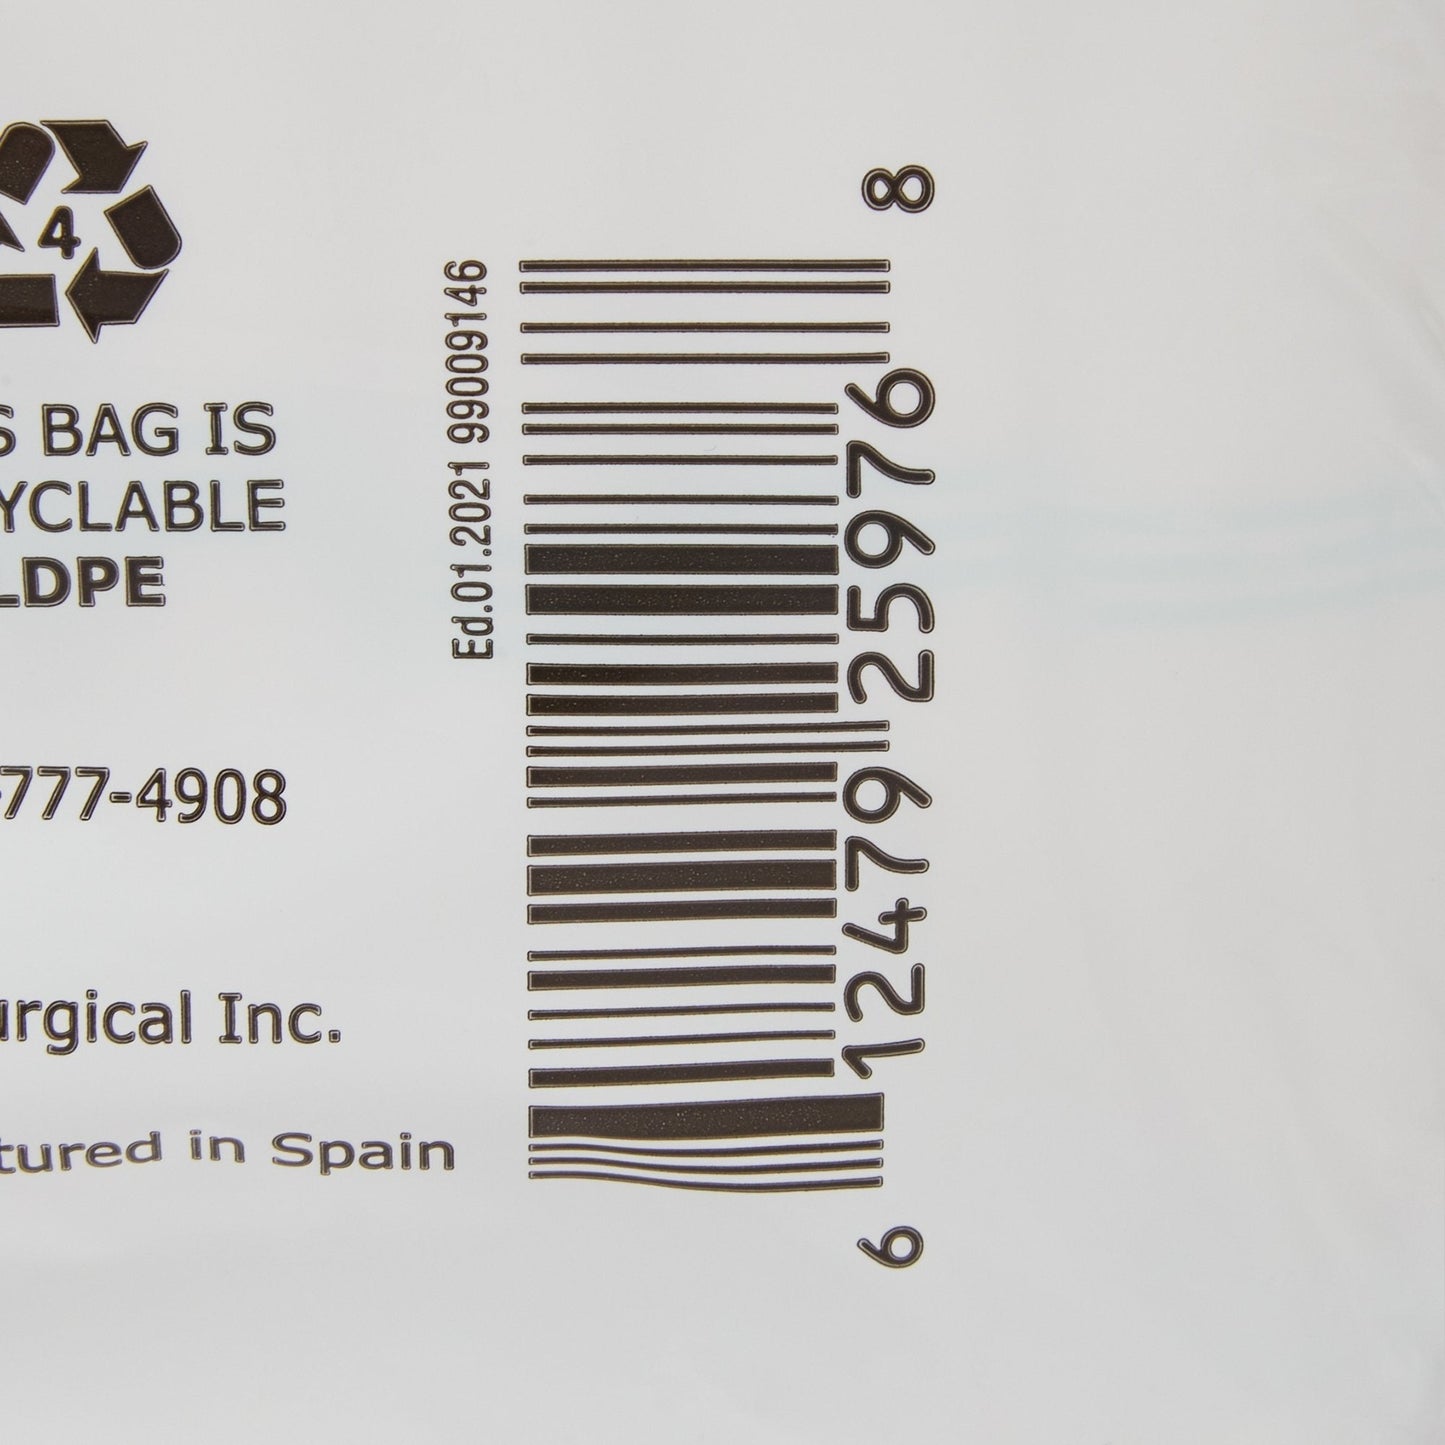 4
S BAG IS
YCLABLE
LDPE
-777-4908
urgical Inc.
tured in Spain
Ed.01.2021 99009146
6 12479 25976 8